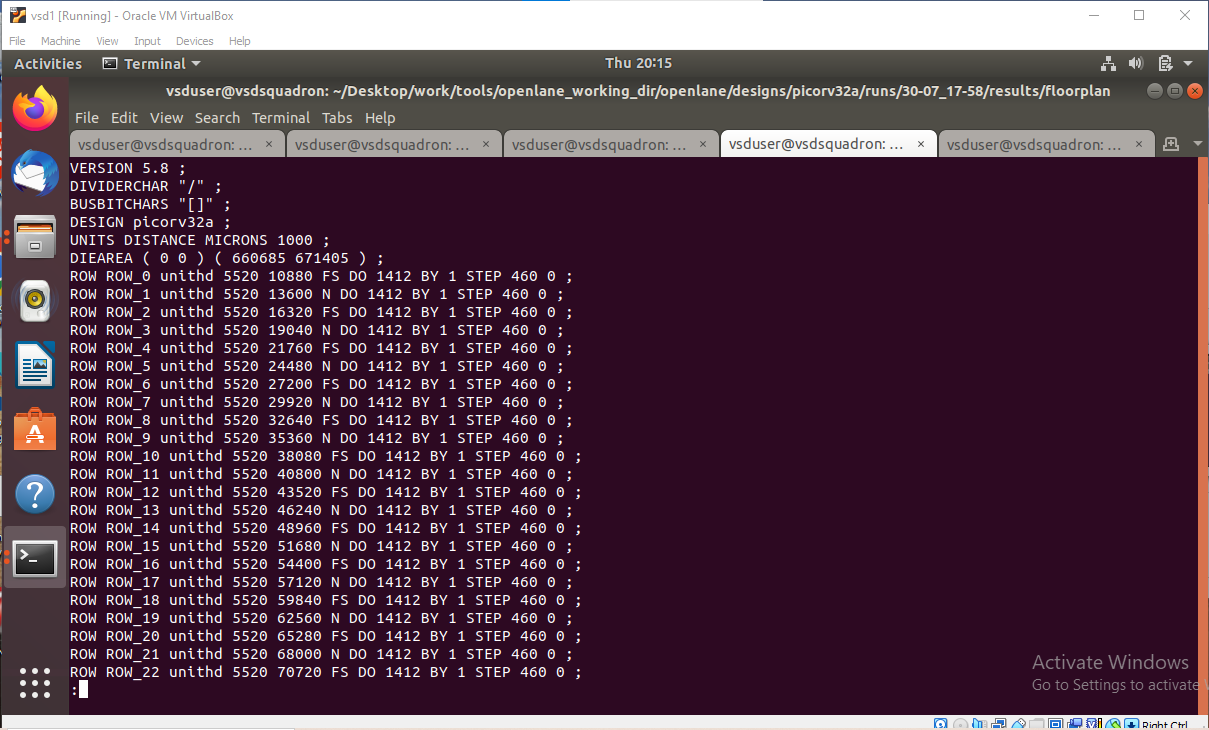 vsd1 [Running] - Oracle VM VirtualBox
File Machine View Input Devices Help
Activities Terminal Thu 20:15
vsduser@vsdsquadron: ~/Desktop/work/tools/openlane_working_dir/openlane/designs/picorv32a/runs/30-07_17-58/results/floorplan
File Edit View Search Terminal Tabs Help
vsduser@vsdsquadron: ... × vsduser@vsdsquadron: ... × vsduser@vsdsquadron: ... × vsduser@vsdsquadron: ... × vsduser@vsdsquadron: ... ×
VERSION 5.8 ;
DIVIDERCHAR "/" ;
BUSBITCHARS "[]" ;
DESIGN picorv32a ;
UNITS DISTANCE MICRONS 1000 ;
DIEAREA ( 0 0 ) ( 660685 671405 ) ;
ROW ROW_0 unithd 5520 10880 FS DO 1412 BY 1 STEP 460 0 ;
ROW ROW_1 unithd 5520 13600 N DO 1412 BY 1 STEP 460 0 ;
ROW ROW_2 unithd 5520 16320 FS DO 1412 BY 1 STEP 460 0 ;
ROW ROW_3 unithd 5520 19040 N DO 1412 BY 1 STEP 460 0 ;
ROW ROW_4 unithd 5520 21760 FS DO 1412 BY 1 STEP 460 0 ;
ROW ROW_5 unithd 5520 24480 N DO 1412 BY 1 STEP 460 0 ;
ROW ROW_6 unithd 5520 27200 FS DO 1412 BY 1 STEP 460 0 ;
ROW ROW_7 unithd 5520 29920 N DO 1412 BY 1 STEP 460 0 ;
ROW ROW_8 unithd 5520 32640 FS DO 1412 BY 1 STEP 460 0 ;
ROW ROW_9 unithd 5520 35360 N DO 1412 BY 1 STEP 460 0 ;
ROW ROW_10 unithd 5520 38080 FS DO 1412 BY 1 STEP 460 0 ;
ROW ROW_11 unithd 5520 40800 N DO 1412 BY 1 STEP 460 0 ;
ROW ROW_12 unithd 5520 43520 FS DO 1412 BY 1 STEP 460 0 ;
ROW ROW_13 unithd 5520 46240 N DO 1412 BY 1 STEP 460 0 ;
ROW ROW_14 unithd 5520 48960 FS DO 1412 BY 1 STEP 460 0 ;
ROW ROW_15 unithd 5520 51680 N DO 1412 BY 1 STEP 460 0 ;
ROW ROW_16 unithd 5520 54400 FS DO 1412 BY 1 STEP 460 0 ;
ROW ROW_17 unithd 5520 57120 N DO 1412 BY 1 STEP 460 0 ;
ROW ROW_18 unithd 5520 59840 FS DO 1412 BY 1 STEP 460 0 ;
ROW ROW_19 unithd 5520 62560 N DO 1412 BY 1 STEP 460 0 ;
ROW ROW_20 unithd 5520 65280 FS DO 1412 BY 1 STEP 460 0 ;
ROW ROW_21 unithd 5520 68000 N DO 1412 BY 1 STEP 460 0 ;
ROW ROW_22 unithd 5520 70720 FS DO 1412 BY 1 STEP 460 0 ;
:
Activate Windows
Go to Settings to activate
Right Ctrl